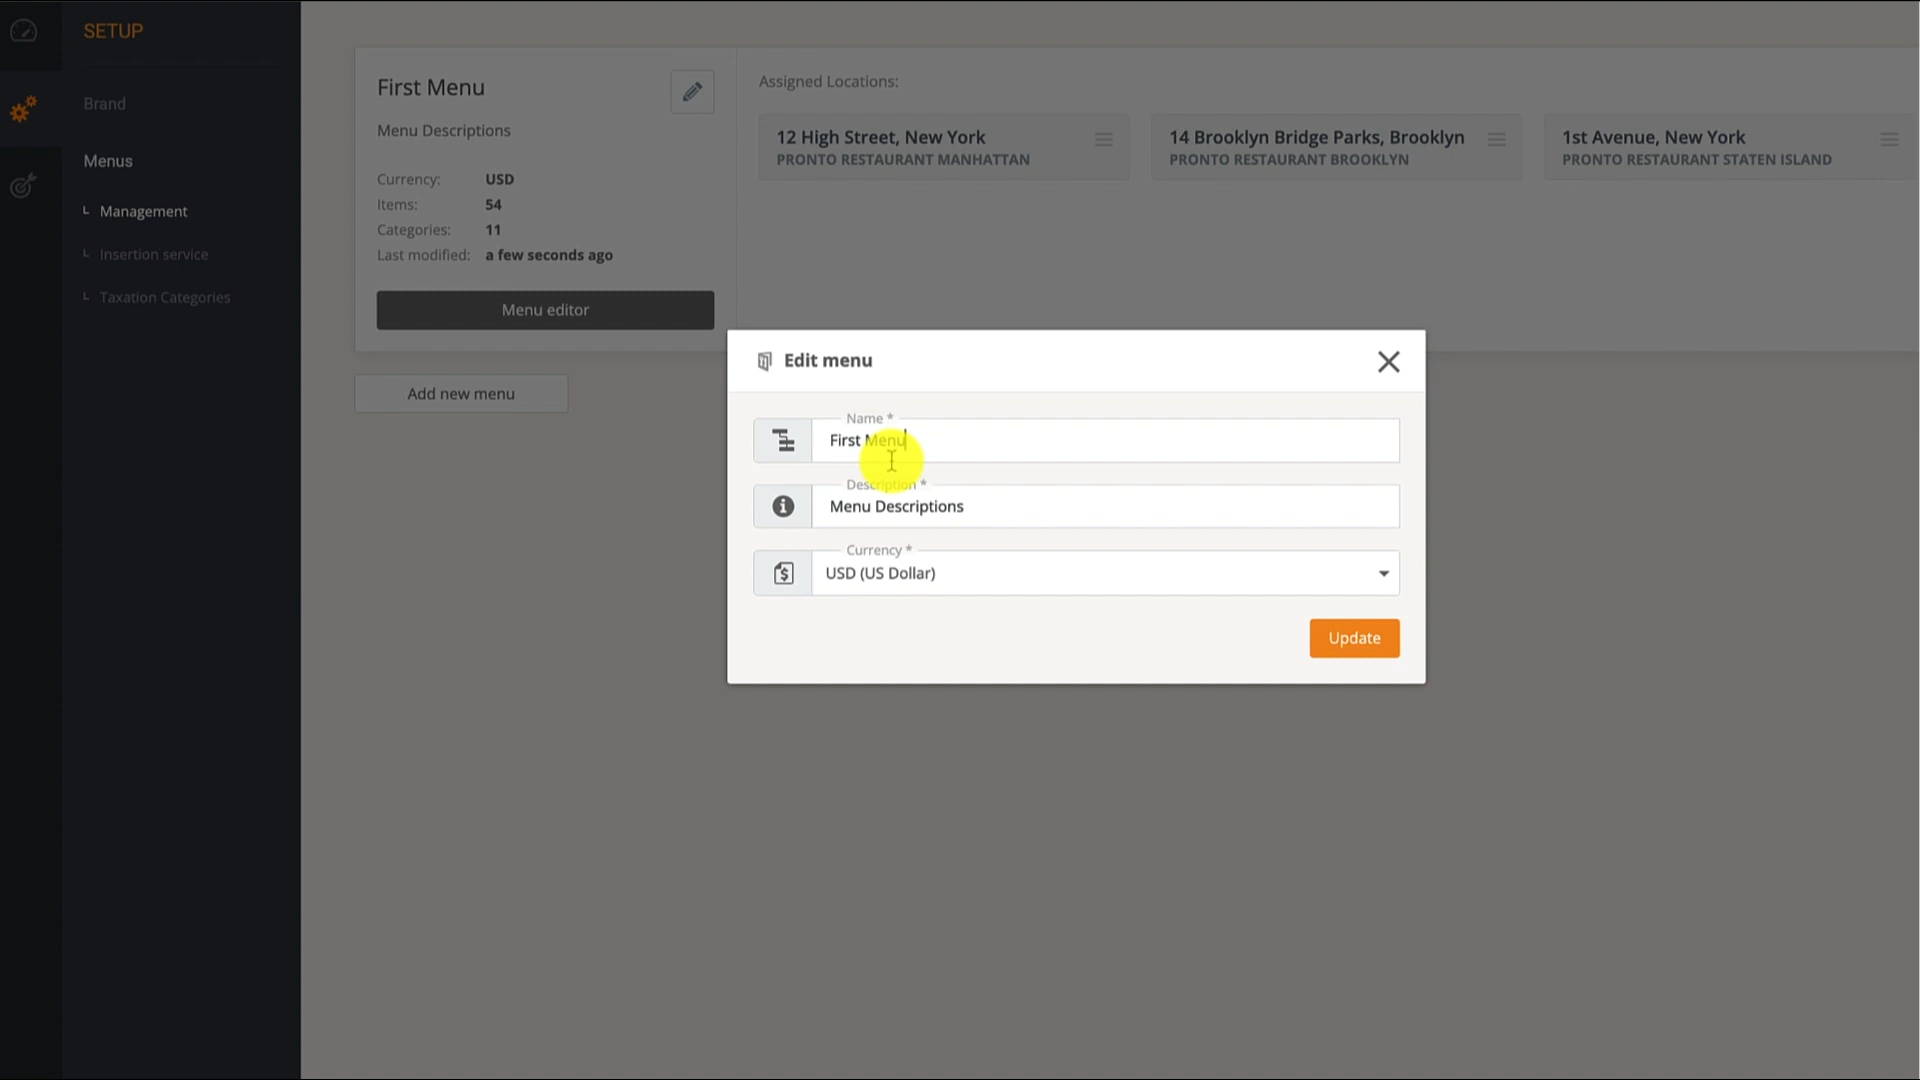 SETUP
Brand
Menus
Management
Insertion service
Taxation Categories
First Menu
Menu Descriptions
Currency: USD
Items: 54
Categories: 11
Last modified: a few seconds ago
Menu editor
Add new menu
Assigned Locations:
12 High Street, New York
PRONTO RESTAURANT MANHATTAN
14 Brooklyn Bridge Parks, Brooklyn
PRONTO RESTAURANT BROOKLYN
1st Avenue, New York
PRONTO RESTAURANT STATEN ISLAND
Edit menu
Name *
First Menu
Description *
Menu Descriptions
Currency *
USD (US Dollar)
Update